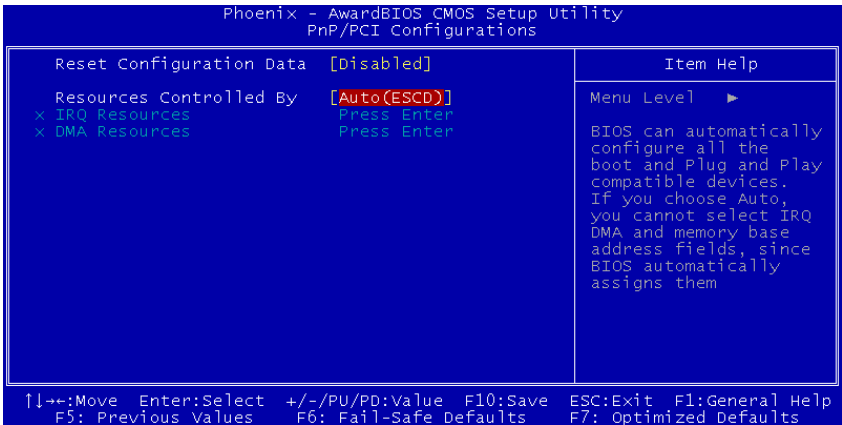 Phoenix - AwardBIOS CMOS Setup Utility
PnP/PCI Configurations
Reset Configuration Data [Disabled]
Resources Controlled By [Auto(ESCD)]
x IRQ Resources Press Enter
x DMA Resources Press Enter
Item Help
Menu Level ►
BIOS can automatically
configure all the
boot and Plug and Play
compatible devices.
If you choose Auto,
you cannot select IRQ
DMA and memory base
address fields, since
BIOS automatically
assigns them
↑↓→←:Move Enter:Select +/-/PU/PD:Value F10:Save ESC:Exit F1:General Help
F5: Previous Values F6: Fail-Safe Defaults F7: Optimized Defaults